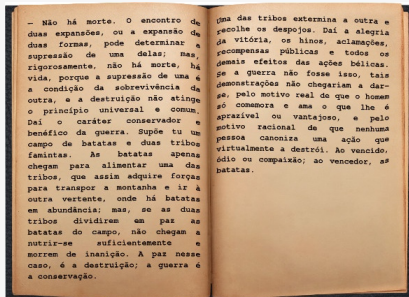 — Não há morte. O encontro de
duas expansões, ou a expansão de
duas formas, pode determinar a
supressão de uma delas; mas,
rigorosamente, não há morte, há
vida, porque a supressão de uma é
a condição da sobrevivência da
outra, e a destruição não atinge
o princípio universal e comum.
Daí o caráter conservador e
benéfico da guerra. Supõe tu um
campo de batatas e duas tribos
famintas. As batatas apenas
chegam para alimentar uma das
tribos, que assim adquire forças
para transpor a montanha e ir à
outra vertente, onde há batatas
em abundância; mas, se as duas
tribos dividirem em paz as
batatas do campo, não chegam a
nutrir-se suficientemente e
morrem de inanição. A paz nesse
caso, é a destruição; a guerra é
a conservação.
Uma das tribos extermina a outra e
recolhe os despojos. Daí a alegria
da vitória, os hinos, aclamações,
recompensas públicas e todos os
demais efeitos das ações bélicas.
Se a guerra não fosse isso, tais
demonstrações não chegariam a dar-
se, pelo motivo real de que o homem
só comemora e ama o que lhe é
aprazível ou vantajoso, e pelo
motivo racional de que nenhuma
pessoa canoniza uma ação que
virtualmente a destrói. Ao vencido,
ódio ou compaixão; ao vencedor, as
batatas.